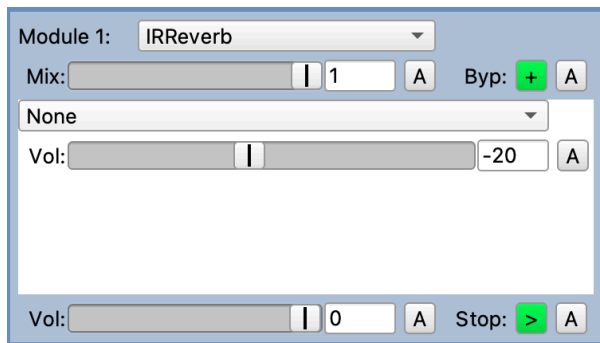 Module 1: IRReverb
Mix: 1 A Byp: + A
None
Vol: -20 A
Vol: 0 A Stop: > A